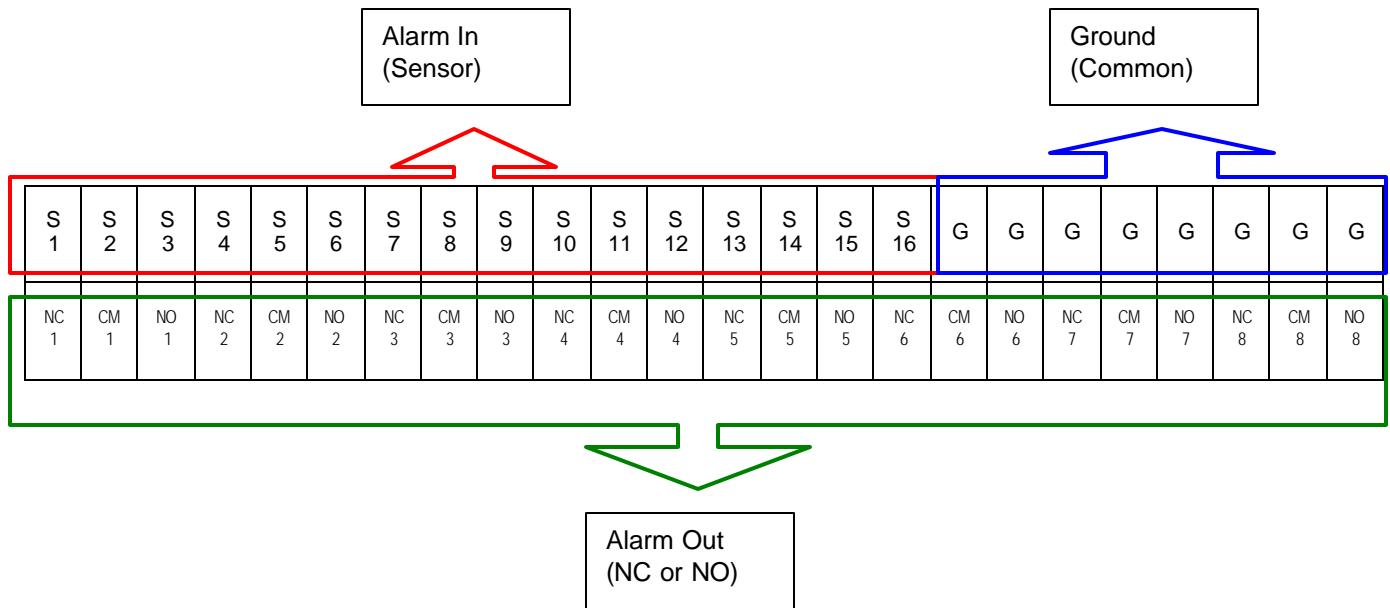 Alarm In
(Sensor)
Ground
(Common)
S S S S S S S S S S S S S S S S G G G G G G G G
1 2 3 4 5 6 7 8 9 10 11 12 13 14 15 16
NC CM NO NC CM NO NC CM NO NC CM NO NC CM NO NC CM NO NC CM NO NC CM NO
1 1 1 2 2 2 3 3 3 4 4 4 5 5 5 6 6 6 7 7 7 8 8 8
Alarm Out
(NC or NO)